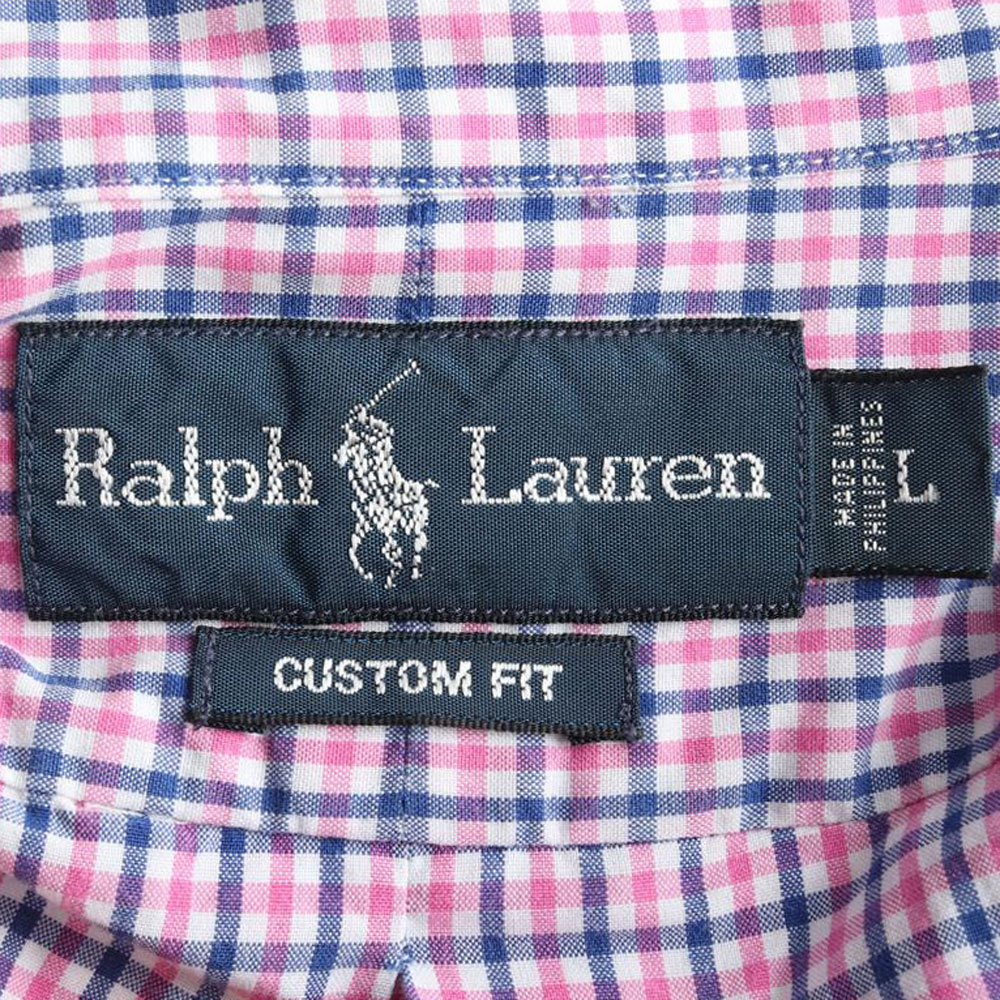 Ralph Lauren
MADE IN
PHILIPPINES
L
CUSTOM FIT